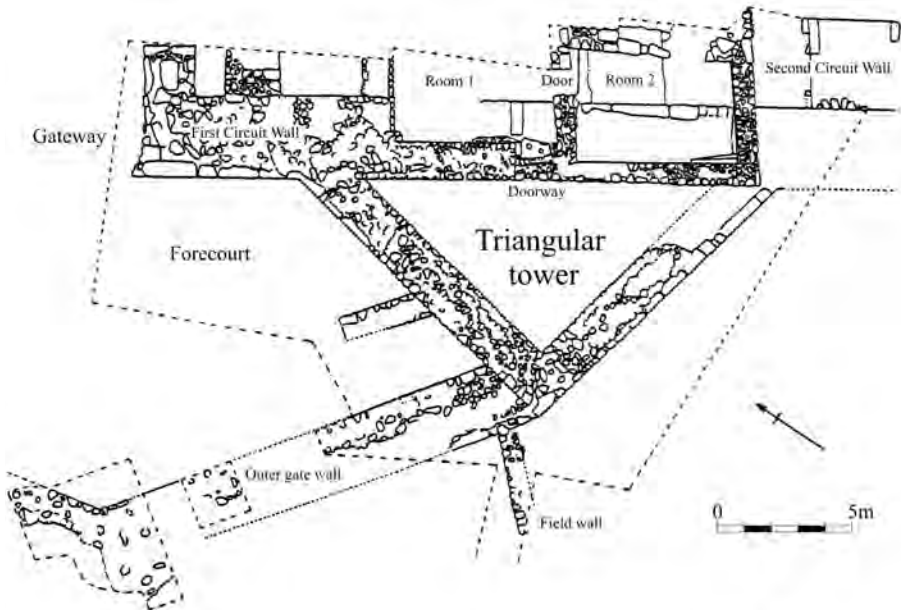 Room 1
Door
Room 2
Second Circuit Wall
Gateway
First Circuit Wall
Doorway
Forecourt
Triangular
tower
Outer gate wall
Field wall
0
5m